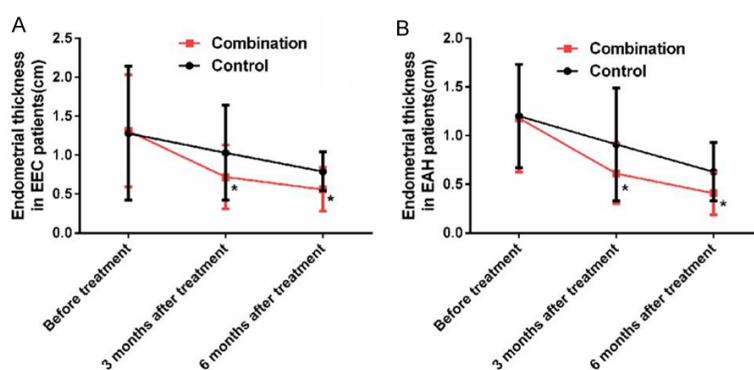 A
Combination
Control
Endometrial thickness
in EEC patients(cm)
2.5
2.0
1.5
1.0
0.5
0.0
*
*
Before treatment
3 months after treatment
6 months after treatment
B
Combination
Control
Endometrial thickness
in EAH patients(cm)
2.0
1.5
1.0
0.5
0.0
*
*
Before treatment
3 months after treatment
6 months after treatment